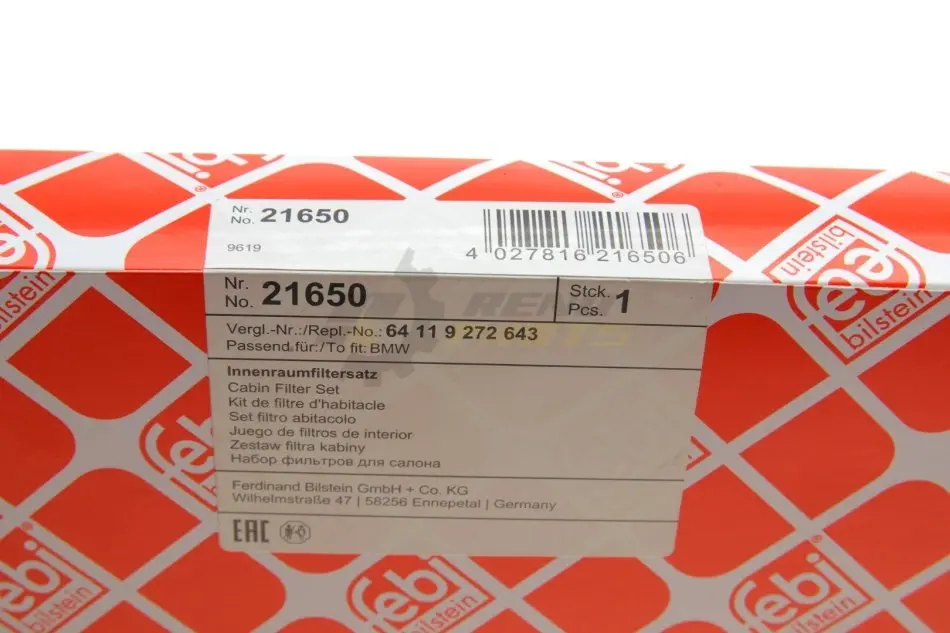 Nr.
No. 21650
9619
4 027816 216506
Nr.
No. 21650
Stck.
Pcs. 1
Vergl.-Nr.:/Repl.-No.: 64 11 9 272 643
Passend für:/To fit: BMW
Innenraumfiltersatz
Cabin Filter Set
Kit de filtre d'habitacle
Set filtro abitacolo
Juego de filtros de interior
Zestaw filtra kabiny
Набор фильтров для салона
Ferdinand Bilstein GmbH + Co. KG
Wilhelmstraße 47 | 58256 Ennepetal | Germany
EAC
febi
bilstein
febi
bilstein
febi
bilstein
febi
bilstein